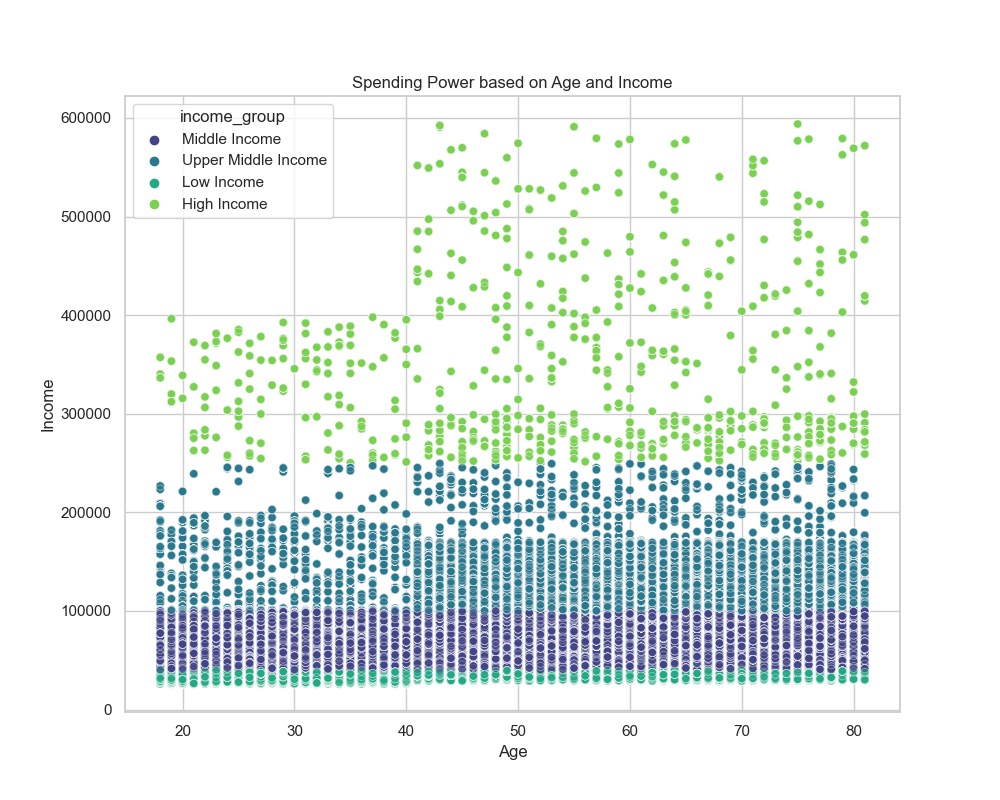 Spending Power based on Age and Income
income_group
Middle Income
Upper Middle Income
Low Income
High Income
600000
500000
400000
300000
200000
100000
0
Income
20 30 40 50 60 70 80
Age